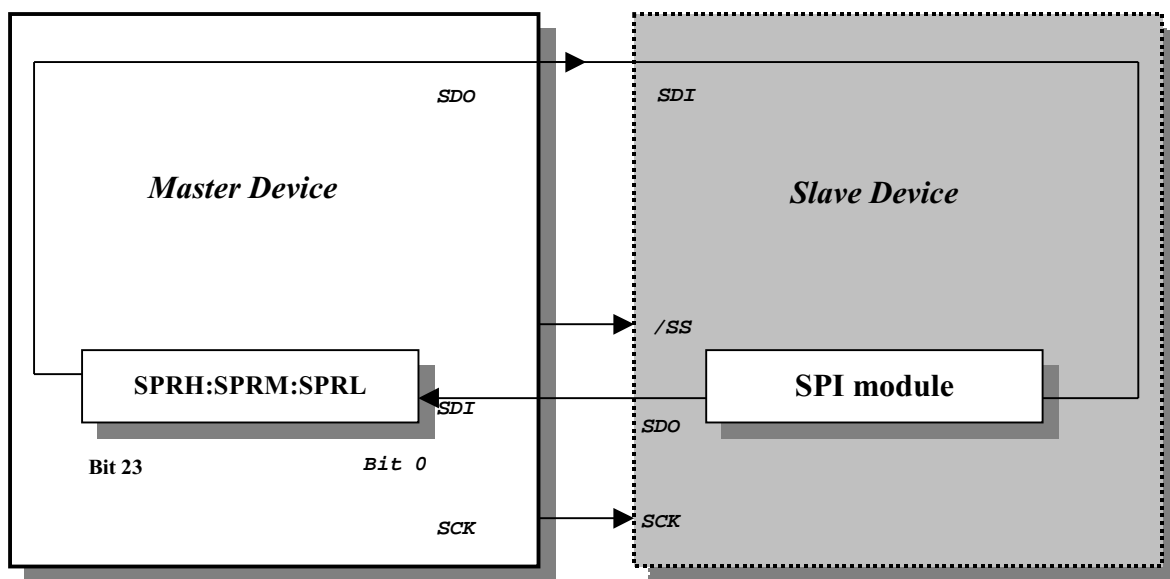 SDO
SDI
Master Device
Slave Device
/SS
SPRH:SPRM:SPRL
SPI module
SDI
SDO
Bit 23
Bit 0
SCK
SCK